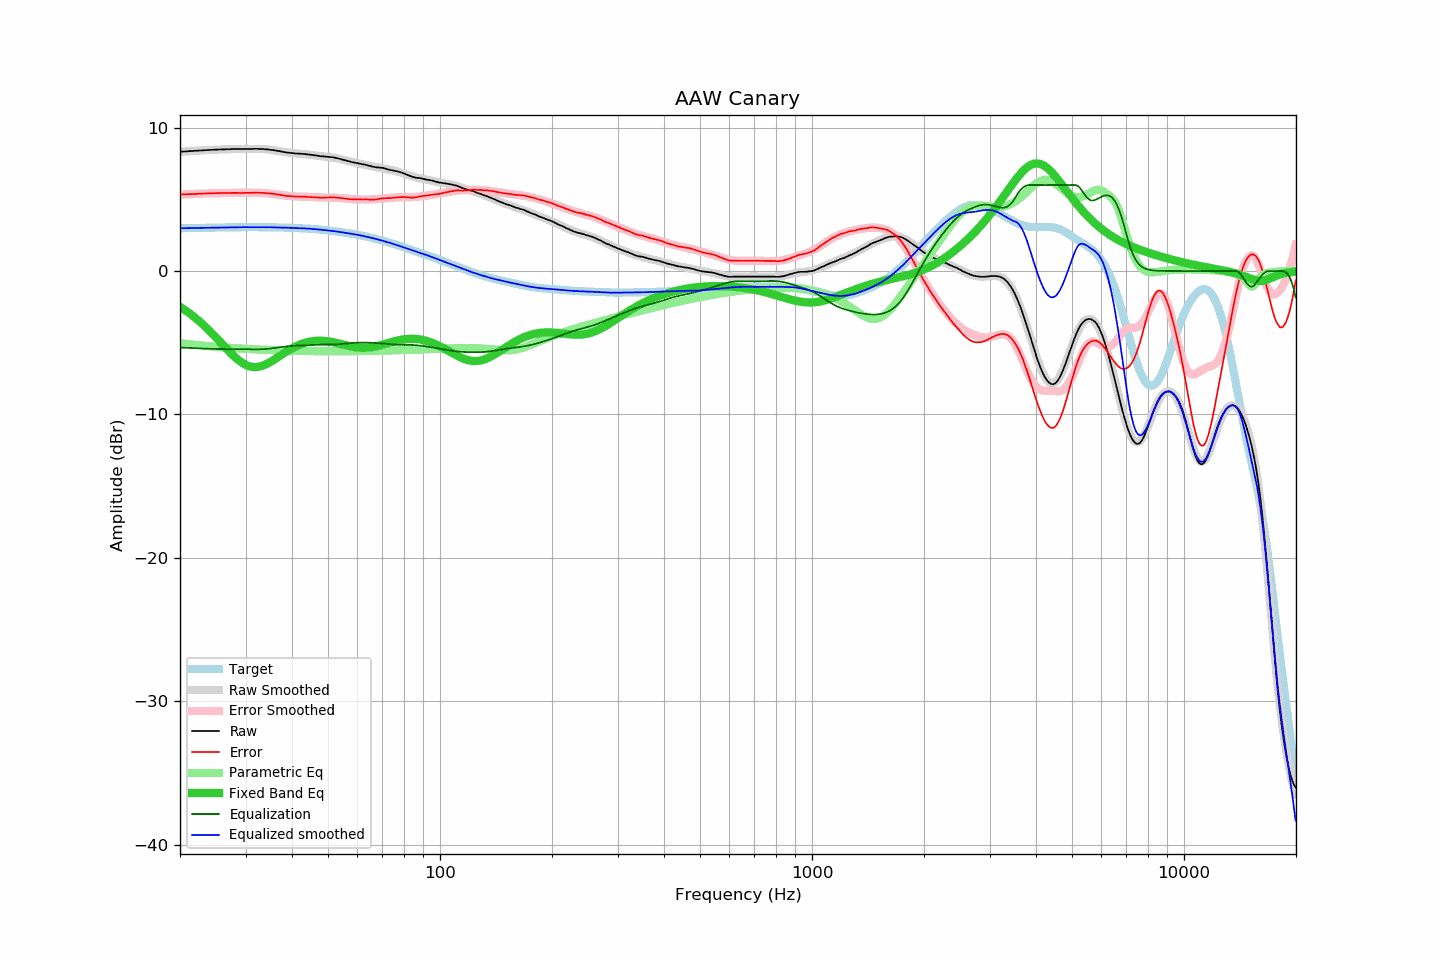 AAW Canary
10
0
−10
−20
−30
−40
Amplitude (dBr)
Target
Raw Smoothed
Error Smoothed
Raw
Error
Parametric Eq
Fixed Band Eq
Equalization
Equalized smoothed
100
1000
10000
Frequency (Hz)